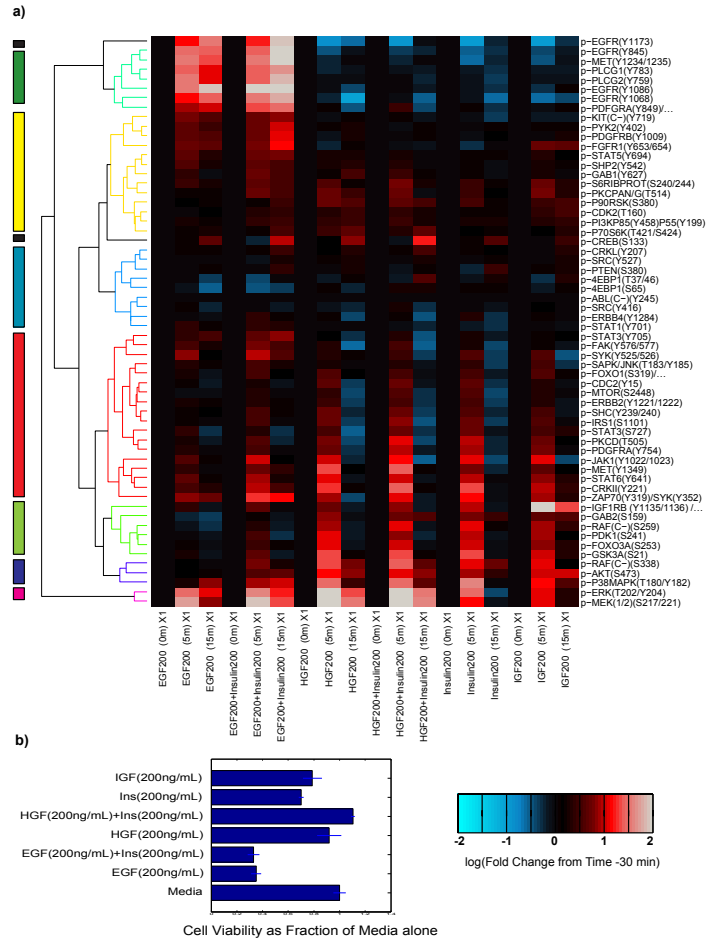 a)
p-EGFR(Y1173)
p-EGFR(Y845)
p-MET(Y1234/1235)
p-PLCG1(Y783)
p-PLCG2(Y759)
p-EGFR(Y1086)
p-EGFR(Y1068)
p-PDFGRA(Y849)/...
p-KIT(C-)(Y719)
p-PYK2(Y402)
p-PDGFRB(Y1009)
p-FGFR1(Y653/654)
p-STAT5(Y694)
p-SHP2(Y542)
p-GAB1(Y627)
p-S6RIBPROT(S240/244)
p-PKCPAN/G(T514)
p-P90RSK(S380)
p-CDK2(T160)
p-PI3KP85(Y458)P55(Y199)
p-P70S6K(T421/S424)
p-CREB(S133)
p-CRKL(Y207)
p-SRC(Y527)
p-PTEN(S380)
p-4EBP1(T37/46)
p-4EBP1(S65)
p-ABL(C-)(Y245)
p-SRC(Y416)
p-ERBB4(Y1284)
p-STAT1(Y701)
p-STAT3(Y705)
p-FAK(Y576/577)
p-SYK(Y525/526)
p-SAPK/JNK(T183/Y185)
p-FOXO1(S319)/...
p-CDC2(Y15)
p-MTOR(S2448)
p-ERBB2(Y1221/1222)
p-SHC(Y239/240)
p-IRS1(S1101)
p-STAT3(S727)
p-PKCD(T505)
p-PDGFRA(Y754)
p-JAK1(Y1022/1023)
p-MET(Y1349)
p-STAT6(Y641)
p-CRKII(Y221)
p-ZAP70(Y319)/SYK(Y352)
p-IGF1RB (Y1135/1136) /...
p-GAB2(S159)
p-RAF(C-)(S259)
p-PDK1(S241)
p-FOXO3A(S253)
p-GSK3A(S21)
p-RAF(C-)(S338)
p-AKT(S473)
p-P38MAPK(T180/Y182)
p-ERK(T202/Y204)
p-MEK(1/2)(S217/221)
EGF200 (0m) X1
EGF200 (5m) X1
EGF200 (15m) X1
EGF200+Insulin200 (0m) X1
EGF200+Insulin200 (5m) X1
EGF200+Insulin200 (15m) X1
HGF200 (0m) X1
HGF200 (5m) X1
HGF200 (15m) X1
HGF200+Insulin200 (0m) X1
HGF200+Insulin200 (5m) X1
HGF200+Insulin200 (15m) X1
Insulin200 (0m) X1
Insulin200 (5m) X1
Insulin200 (15m) X1
IGF200 (0m) X1
IGF200 (5m) X1
IGF200 (15m) X1
b)
IGF(200ng/mL)
Ins(200ng/mL)
HGF(200ng/mL)+Ins(200ng/mL)
HGF(200ng/mL)
EGF(200ng/mL)+Ins(200ng/mL)
EGF(200ng/mL)
Media
Cell Viability as Fraction of Media alone
-2 -1 0 1 2
log(Fold Change from Time -30 min)